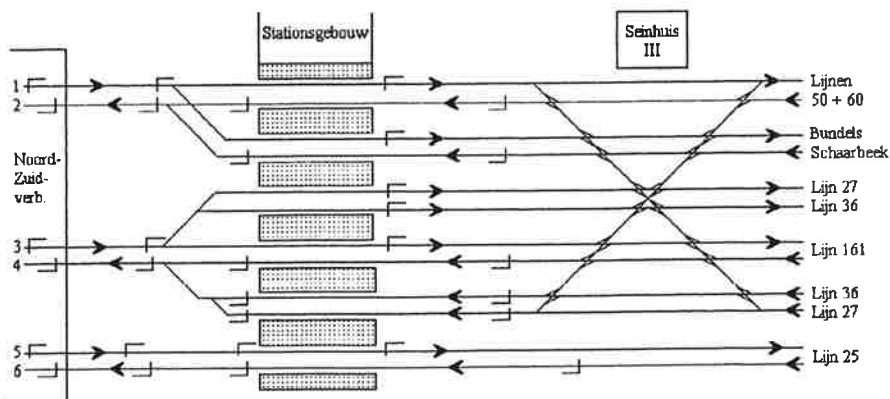 Stationsgebouw
Seinhuis
III
1
2
3
4
5
6
Noord-
Zuid-
verb.
Lijnen
50 + 60
Bundels
Schaarbeek
Lijn 27
Lijn 36
Lijn 161
Lijn 36
Lijn 27
Lijn 25